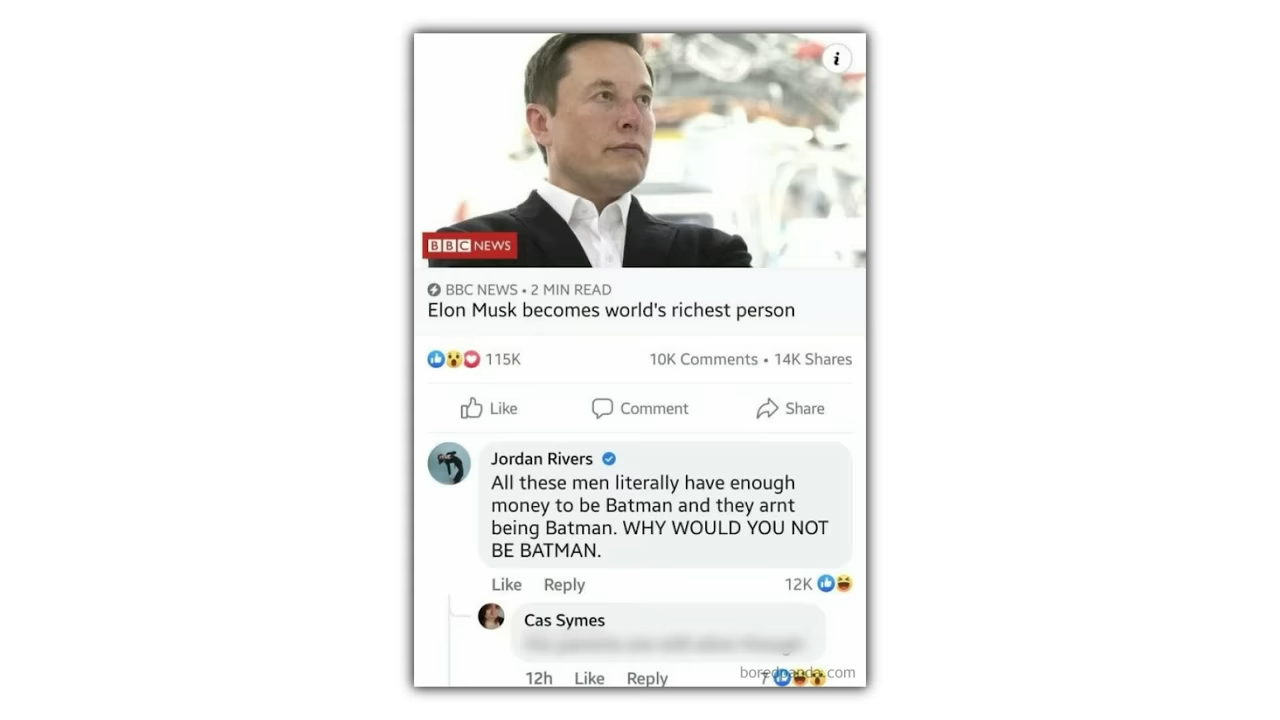 i
BBC NEWS
BBC NEWS • 2 MIN READ
Elon Musk becomes world's richest person
115K
10K Comments • 14K Shares
Like
Comment
Share
Jordan Rivers
All these men literally have enough
money to be Batman and they arnt
being Batman. WHY WOULD YOU NOT
BE BATMAN.
Like Reply
12K
Cas Symes
boredpanda.com
12h Like Reply